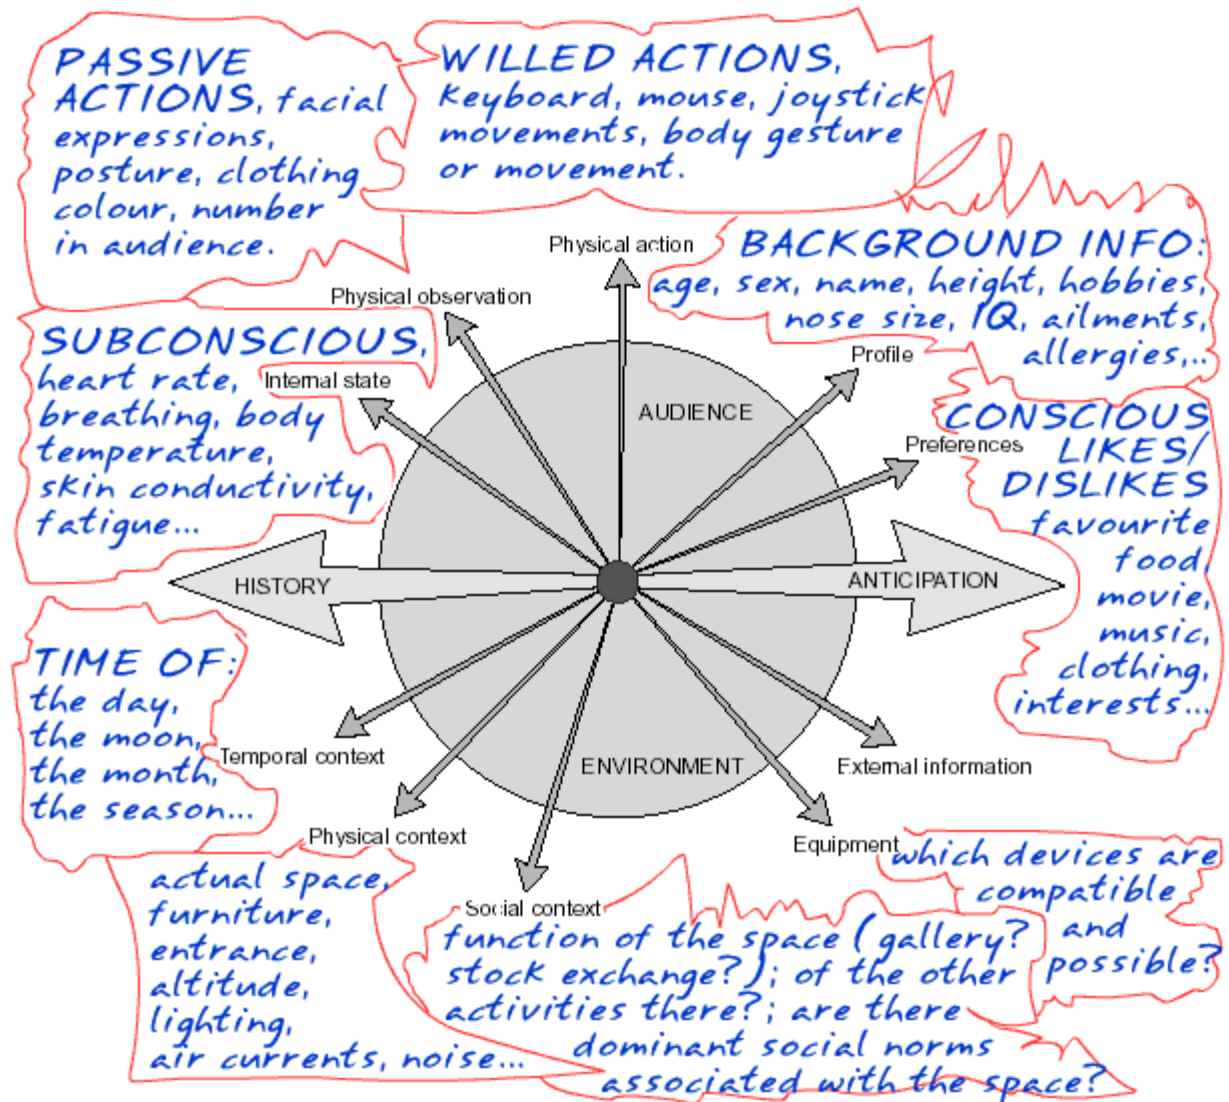 PASSIVE
ACTIONS, facial
expressions,
posture, clothing
colour, number
in audience.
WILLED ACTIONS,
Keyboard, mouse, joystick
movements, body gesture
or movement.
Physical action
BACKGROUND INFO:
age, sex, name, height, hobbies,
nose size, IQ, ailments,
allergies,..
Physical observation
Profile
SUBCONSCIOUS,
heart rate,
breathing, body
temperature,
skin conductivity,
fatigue...
Internal state
AUDIENCE
CONSCIOUS
LIKES/
DISLIKES
favourite
food,
movie,
music,
clothing,
interests...
Preferences
HISTORY
ANTICIPATION
TIME OF:
the day,
the moon,
the month,
the season...
Temporal context
ENVIRONMENT
External information
Physical context
Equipment
actual space,
furniture,
entrance,
altitude,
lighting,
air currents, noise...
Social context
function of the space (gallery?
stock exchange?); of the other
activities there?; are there
dominant social norms
associated with the space?
which devices are
compatible
and
possible?